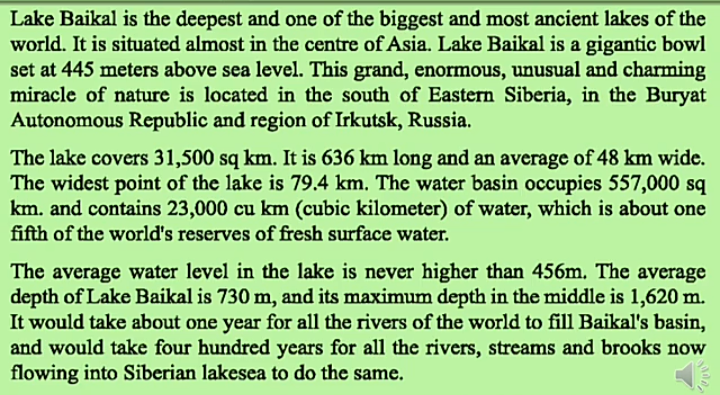 Lake Baikal is the deepest and one of the biggest and most ancient lakes of the
world. It is situated almost in the centre of Asia. Lake Baikal is a gigantic bowl
set at 445 meters above sea level. This grand, enormous, unusual and charming
miracle of nature is located in the south of Eastern Siberia, in the Buryat
Autonomous Republic and region of Irkutsk, Russia.
The lake covers 31,500 sq km. It is 636 km long and an average of 48 km wide.
The widest point of the lake is 79.4 km. The water basin occupies 557,000 sq
km. and contains 23,000 cu km (cubic kilometer) of water, which is about one
fifth of the world's reserves of fresh surface water.
The average water level in the lake is never higher than 456m. The average
depth of Lake Baikal is 730 m, and its maximum depth in the middle is 1,620 m.
It would take about one year for all the rivers of the world to fill Baikal's basin,
and would take four hundred years for all the rivers, streams and brooks now
flowing into Siberian lakesea to do the same.